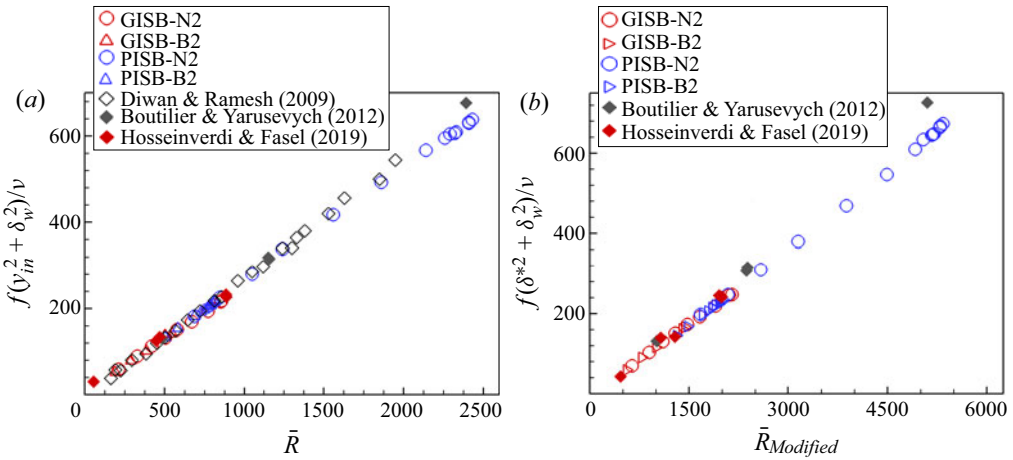 GISB-N2
GISB-B2
PISB-N2
PISB-B2
Diwan & Ramesh (2009)
Boutilier & Yarusevych (2012)
Hosseinverdi & Fasel (2019)
(a)
600
400
200
0
500
1000
1500
2000
2500
f(y_in^2 + δ_w^2)/ν
R̄
GISB-N2
GISB-B2
PISB-N2
PISB-B2
Boutilier & Yarusevych (2012)
Hosseinverdi & Fasel (2019)
(b)
600
400
200
0
0
1500
3000
4500
6000
f(δ*^2 + δ_w^2)/ν
R̄_Modified